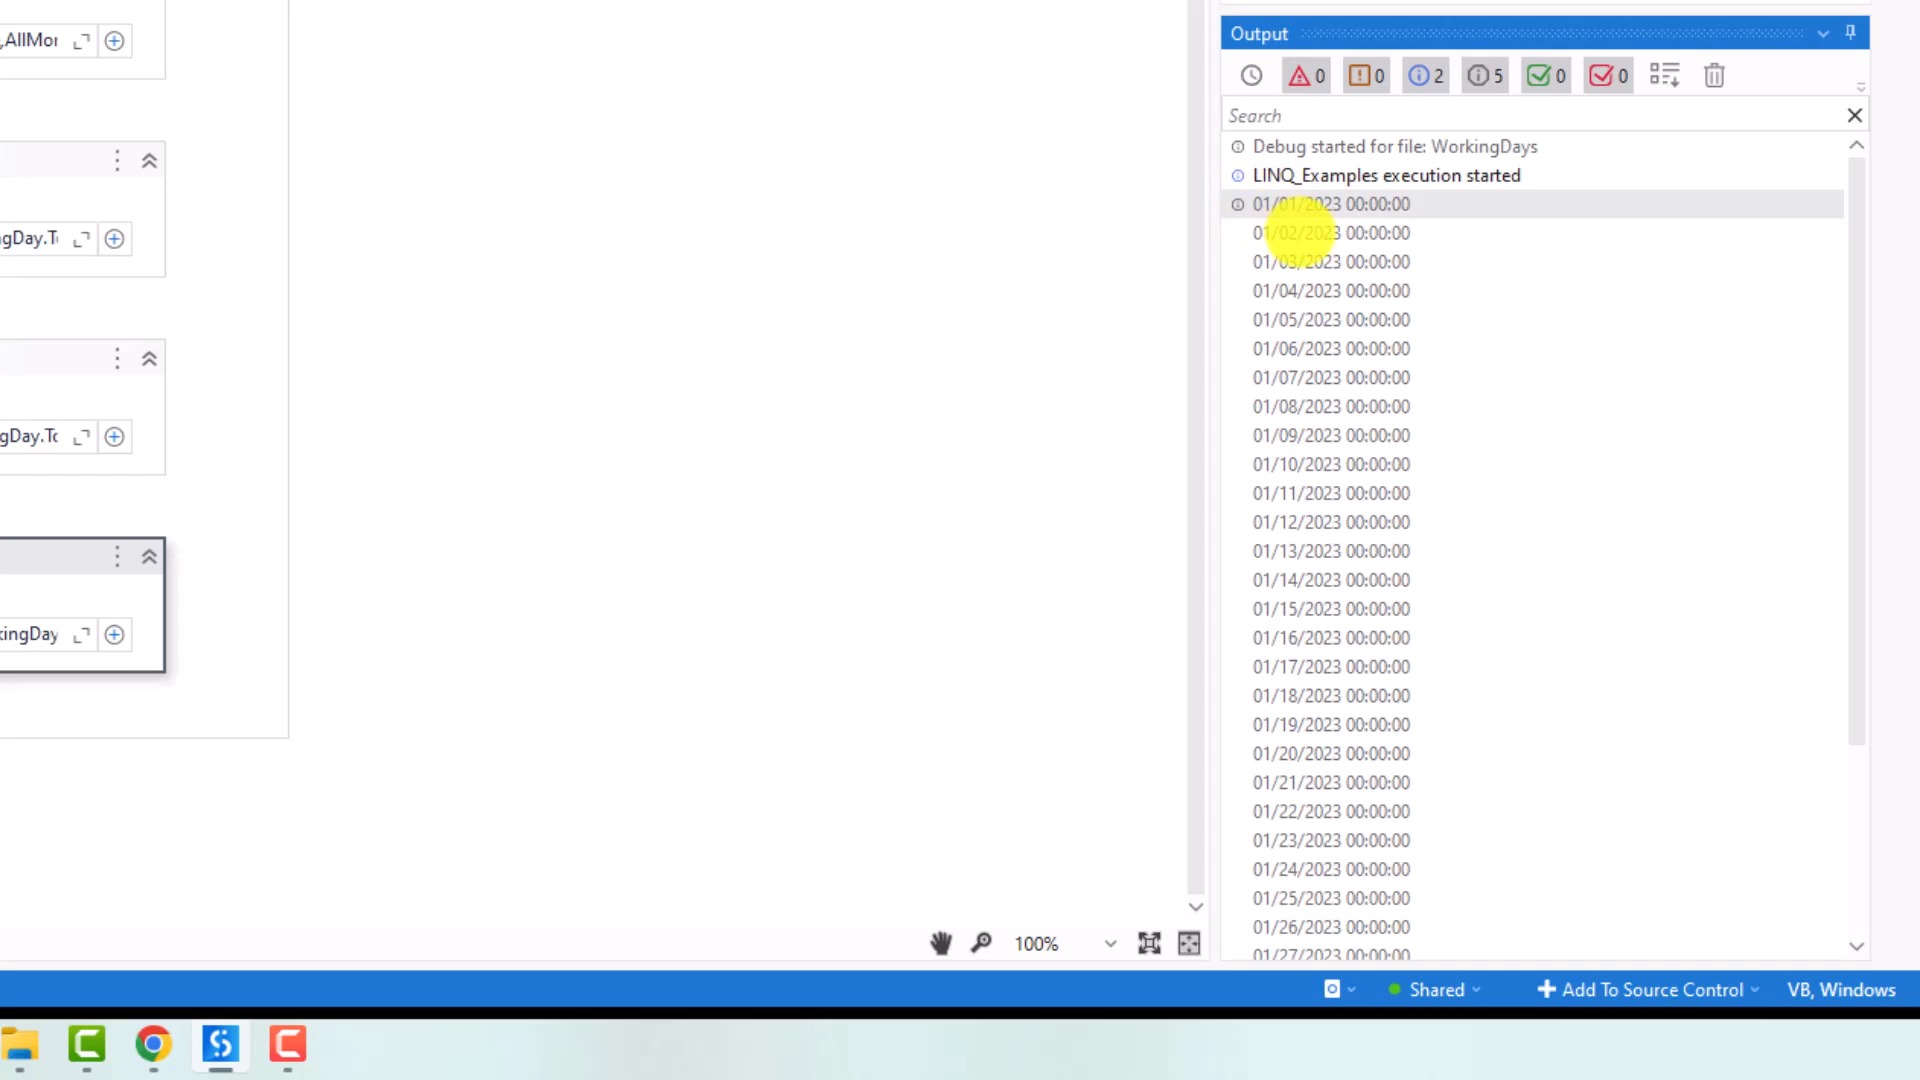 ,AllMor
gDay.T
gDay.Tc
kingDay
100%
Output
0 0 2 5 0 0
Search
Debug started for file: WorkingDays
LINQ_Examples execution started
01/01/2023 00:00:00
01/02/2023 00:00:00
01/03/2023 00:00:00
01/04/2023 00:00:00
01/05/2023 00:00:00
01/06/2023 00:00:00
01/07/2023 00:00:00
01/08/2023 00:00:00
01/09/2023 00:00:00
01/10/2023 00:00:00
01/11/2023 00:00:00
01/12/2023 00:00:00
01/13/2023 00:00:00
01/14/2023 00:00:00
01/15/2023 00:00:00
01/16/2023 00:00:00
01/17/2023 00:00:00
01/18/2023 00:00:00
01/19/2023 00:00:00
01/20/2023 00:00:00
01/21/2023 00:00:00
01/22/2023 00:00:00
01/23/2023 00:00:00
01/24/2023 00:00:00
01/25/2023 00:00:00
01/26/2023 00:00:00
01/27/2023 00:00:00
Shared
Add To Source Control
VB, Windows